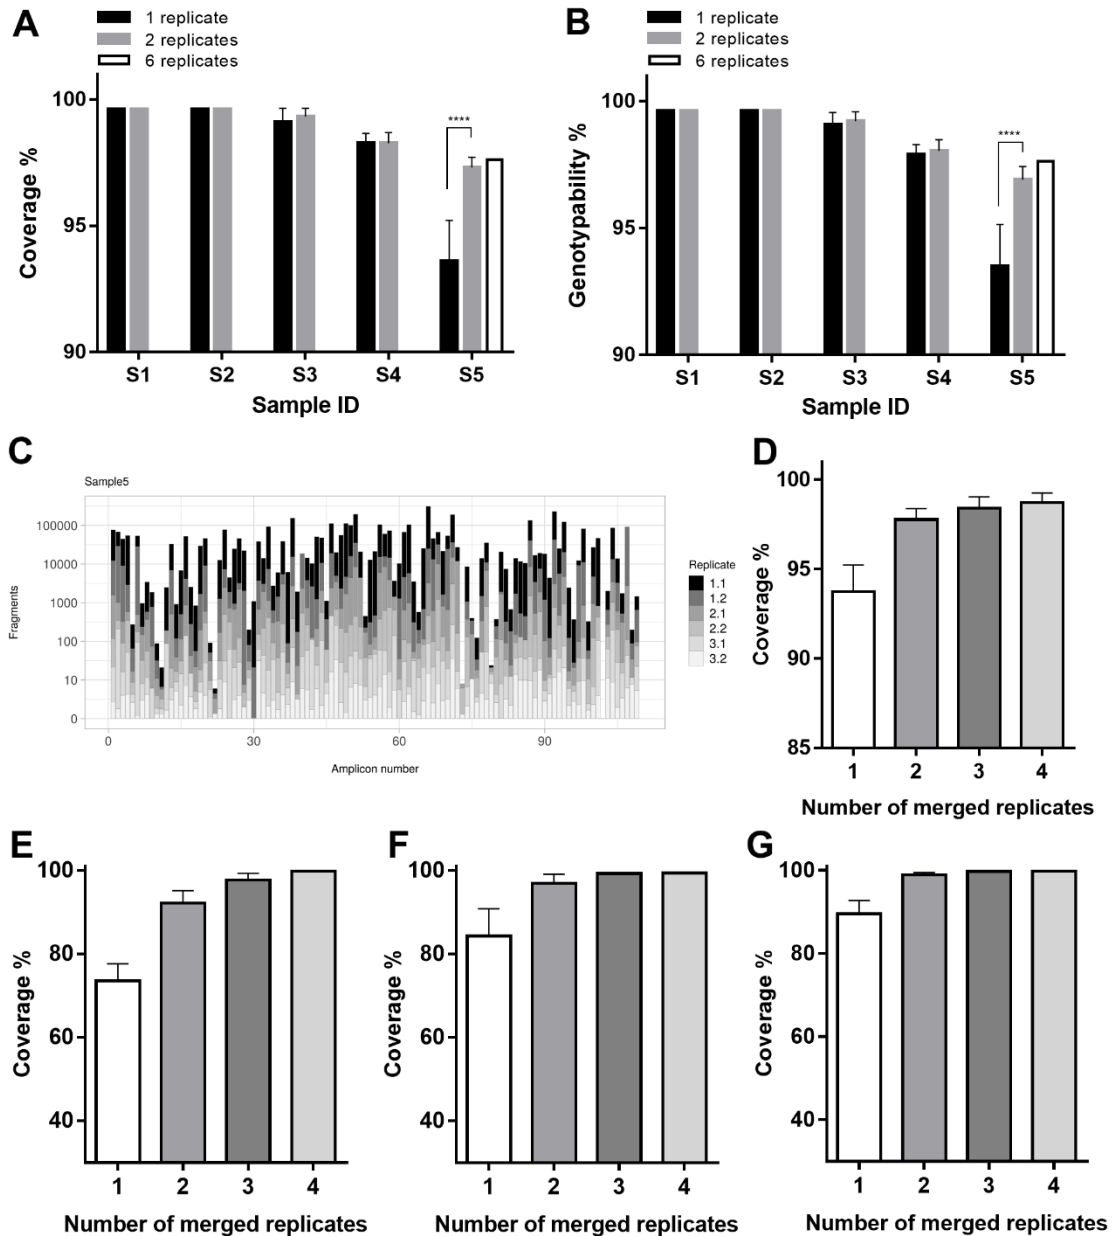 A
1 replicate
2 replicates
6 replicates
100
95
90
Coverage %
S1 S2 S3 S4 S5
Sample ID
B
1 replicate
2 replicates
6 replicates
100
95
90
Genotypability %
****
****
S1 S2 S3 S4 S5
Sample ID
C
Sample5
100000
10000
1000
100
10
0
Fragments
0 30 60 90
Amplicon number
Replicate
1.1
1.2
2.1
2.2
3.1
3.2
D
100
95
90
85
Coverage %
1 2 3 4
Number of merged replicates
E
100
80
60
40
Coverage %
1 2 3 4
Number of merged replicates
F
100
80
60
40
Coverage %
1 2 3 4
Number of merged replicates
G
100
80
60
40
Coverage %
1 2 3 4
Number of merged replicates